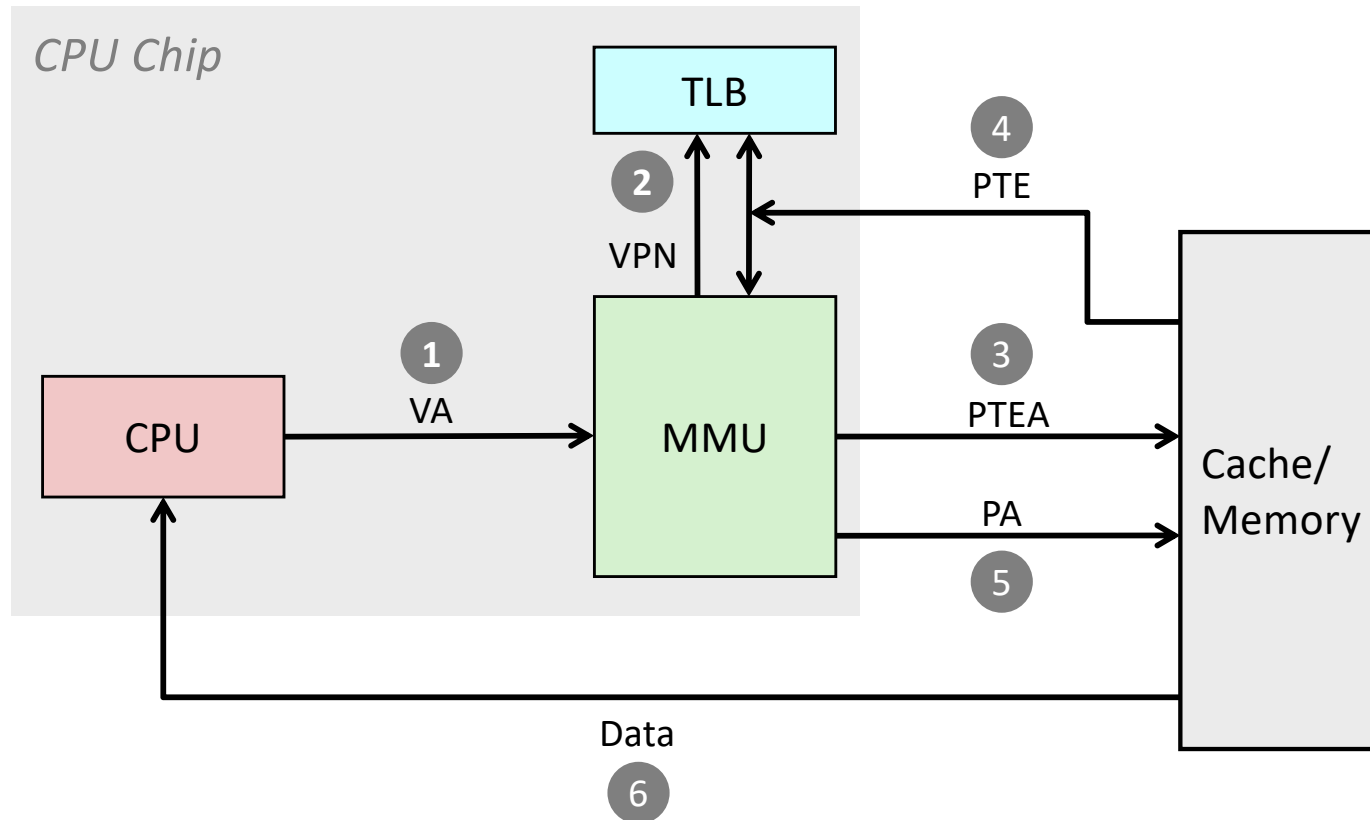 CPU Chip
TLB
4
PTE
2
VPN
1
VA
3
PTEA
CPU
MMU
Cache/
Memory
PA
5
Data
6